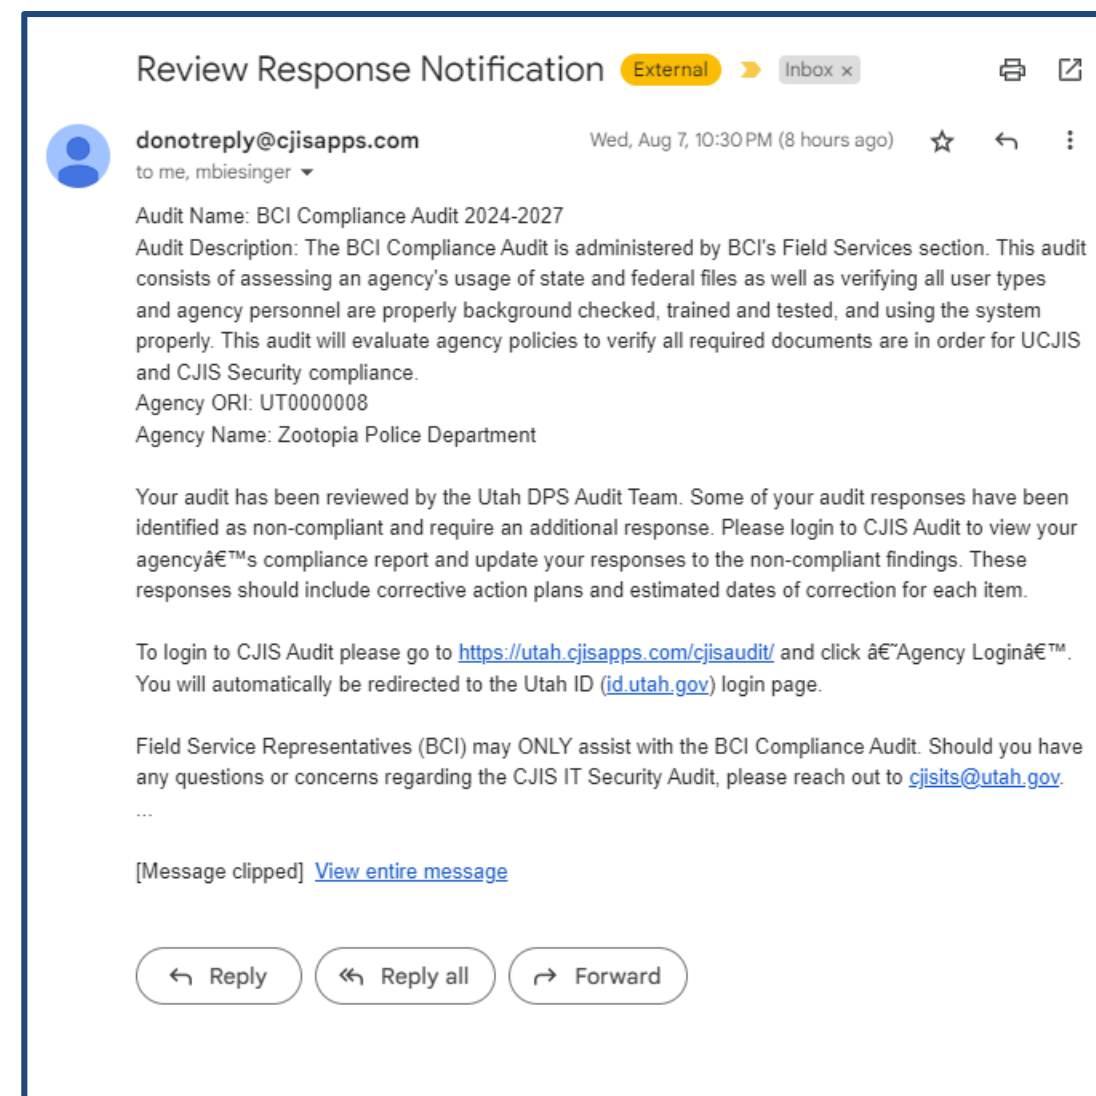 Review Response Notification External Inbox x
donotreply@cjisapps.com Wed, Aug 7, 10:30 PM (8 hours ago)
to me, mbiesinger
Audit Name: BCI Compliance Audit 2024-2027
Audit Description: The BCI Compliance Audit is administered by BCI's Field Services section. This audit
consists of assessing an agency's usage of state and federal files as well as verifying all user types
and agency personnel are properly background checked, trained and tested, and using the system
properly. This audit will evaluate agency policies to verify all required documents are in order for UCJIS
and CJIS Security compliance.
Agency ORI: UT0000008
Agency Name: Zootopia Police Department
Your audit has been reviewed by the Utah DPS Audit Team. Some of your audit responses have been
identified as non-compliant and require an additional response. Please login to CJIS Audit to view your
agencyâ€™s compliance report and update your responses to the non-compliant findings. These
responses should include corrective action plans and estimated dates of correction for each item.
To login to CJIS Audit please go to https://utah.cjisapps.com/cjisaudit/ and click â€˜Agency Loginâ€™.
You will automatically be redirected to the Utah ID (id.utah.gov) login page.
Field Service Representatives (BCI) may ONLY assist with the BCI Compliance Audit. Should you have
any questions or concerns regarding the CJIS IT Security Audit, please reach out to cjisits@utah.gov.
...
[Message clipped] View entire message
Reply Reply all Forward